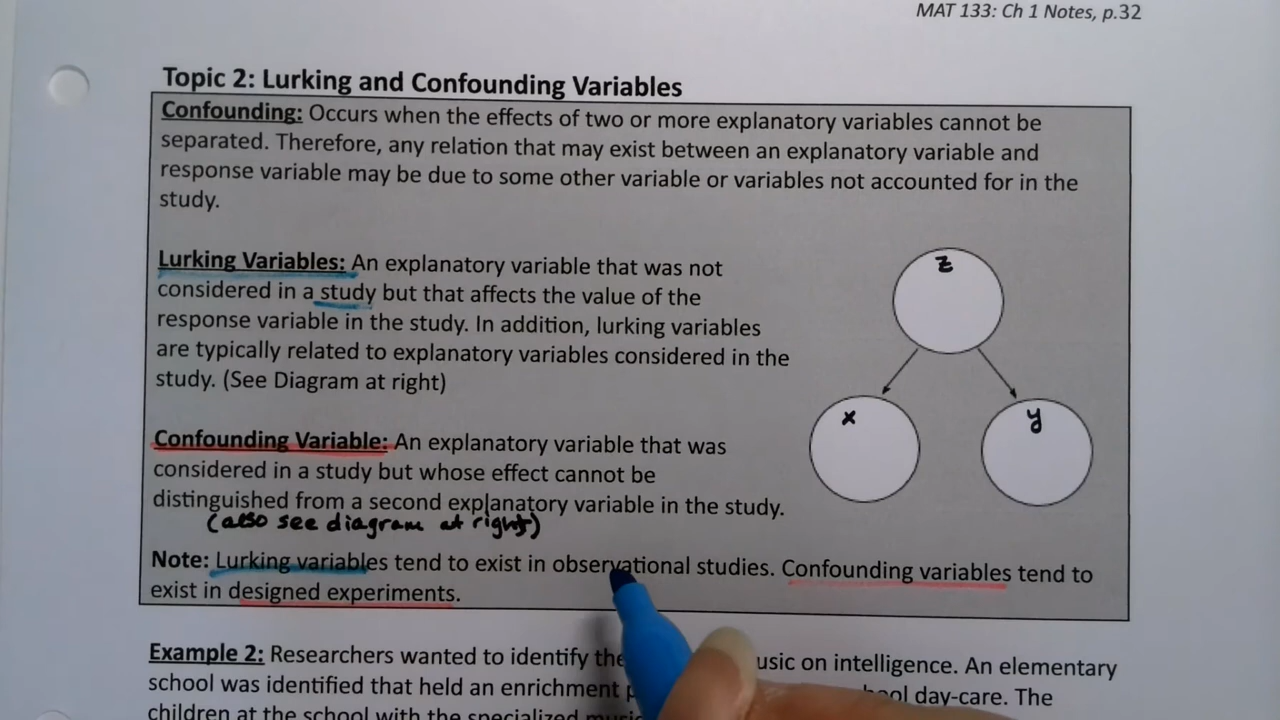 MAT 133: Ch 1 Notes, p.32
Topic 2: Lurking and Confounding Variables
Confounding: Occurs when the effects of two or more explanatory variables cannot be
separated. Therefore, any relation that may exist between an explanatory variable and
response variable may be due to some other variable or variables not accounted for in the
study.
Lurking Variables: An explanatory variable that was not
considered in a study but that affects the value of the
response variable in the study. In addition, lurking variables
are typically related to explanatory variables considered in the
study. (See Diagram at right)
z
x
y
Confounding Variable: An explanatory variable that was
considered in a study but whose effect cannot be
distinguished from a second explanatory variable in the study.
(also see diagram at right)
Note: Lurking variables tend to exist in observational studies. Confounding variables tend to
exist in designed experiments.
Example 2: Researchers wanted to identify the usic on intelligence. An elementary
school was identified that held an enrichment day-care. The
children at the school with the specialized